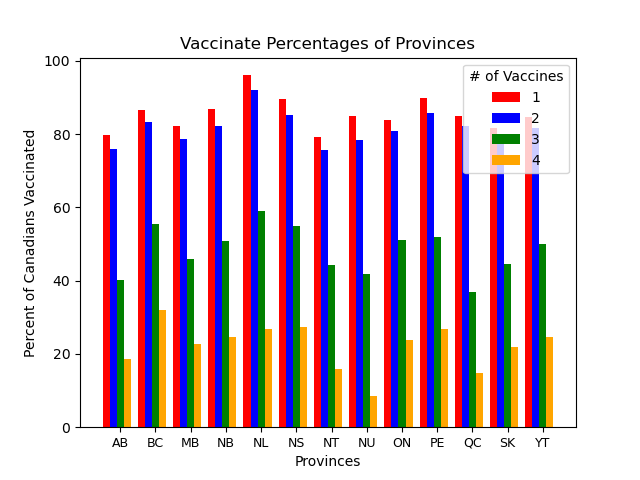 Vaccinate Percentages of Provinces
# of Vaccines
1
2
3
4
Percent of Canadians Vaccinated
100
80
60
40
20
0
AB BC MB NB NL NS NT NU ON PE QC SK YT
Provinces